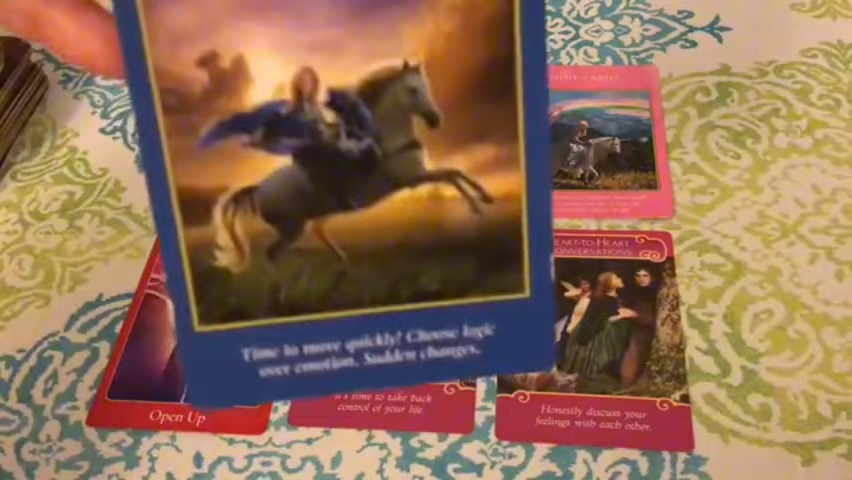 Time to move quickly! Choose logic
over emotion. Sudden changes.
HEART-TO-HEART
CONVERSATIONS
Open Up
It's time to take back
control of your life.
Honestly discuss your
feelings with each other.